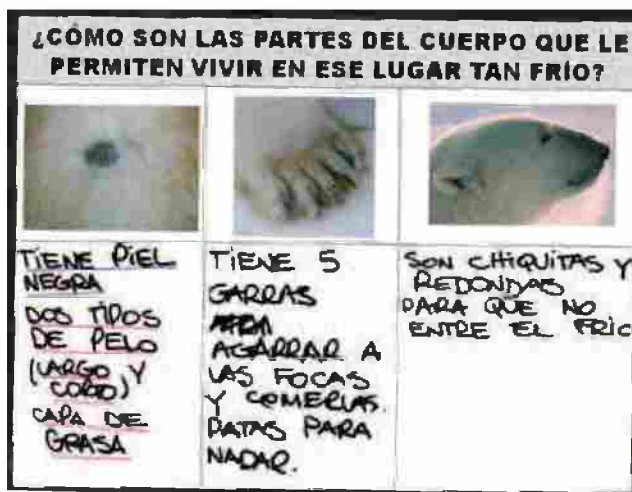 ¿CÓMO SON LAS PARTES DEL CUERPO QUE LE
PERMITEN VIVIR EN ESE LUGAR TAN FRÍO?
TIENE PIEL
NEGRA
DOS TIPOS
DE PELO
(LARGO Y
CORTO)
CAPA DE
GRASA
TIENE 5
GARRAS
AGARRAR A
LAS FOCAS
Y COMERLAS.
PATAS PARA
NADAR.
SON CHIQUITAS Y
REDONDAS
PARA QUE NO
ENTRE EL FRIO